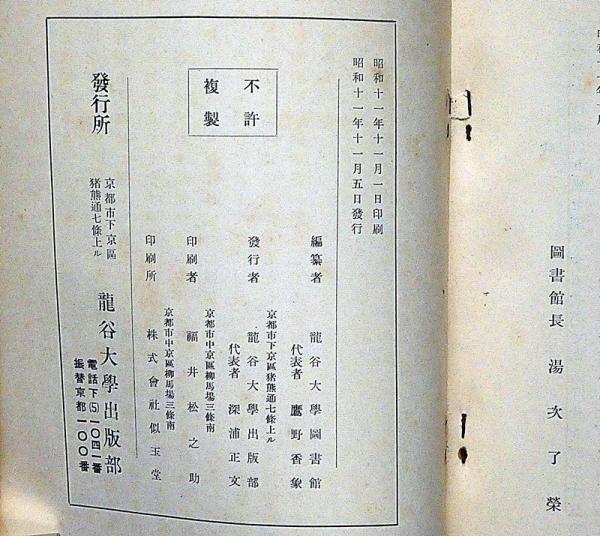 圖書館長 湯次了榮
昭和十一年十一月一日印刷
昭和十一年十一月五日發行
不許
複製
編纂者 龍谷大學圖書館
代表者 鷹野香象
京都市下京區猪熊通七條上ル
發行者 龍谷大學出版部
代表者 深浦正文
京都市中京區柳馬場三條南
印刷者 福井松之助
京都市中京區柳馬場三條南
印刷所 株式會社似玉堂
發行所
京都市下京區
猪熊通七條上ル
龍谷大學出版部
電話下(5)一〇四一番
振替京都一〇〇番